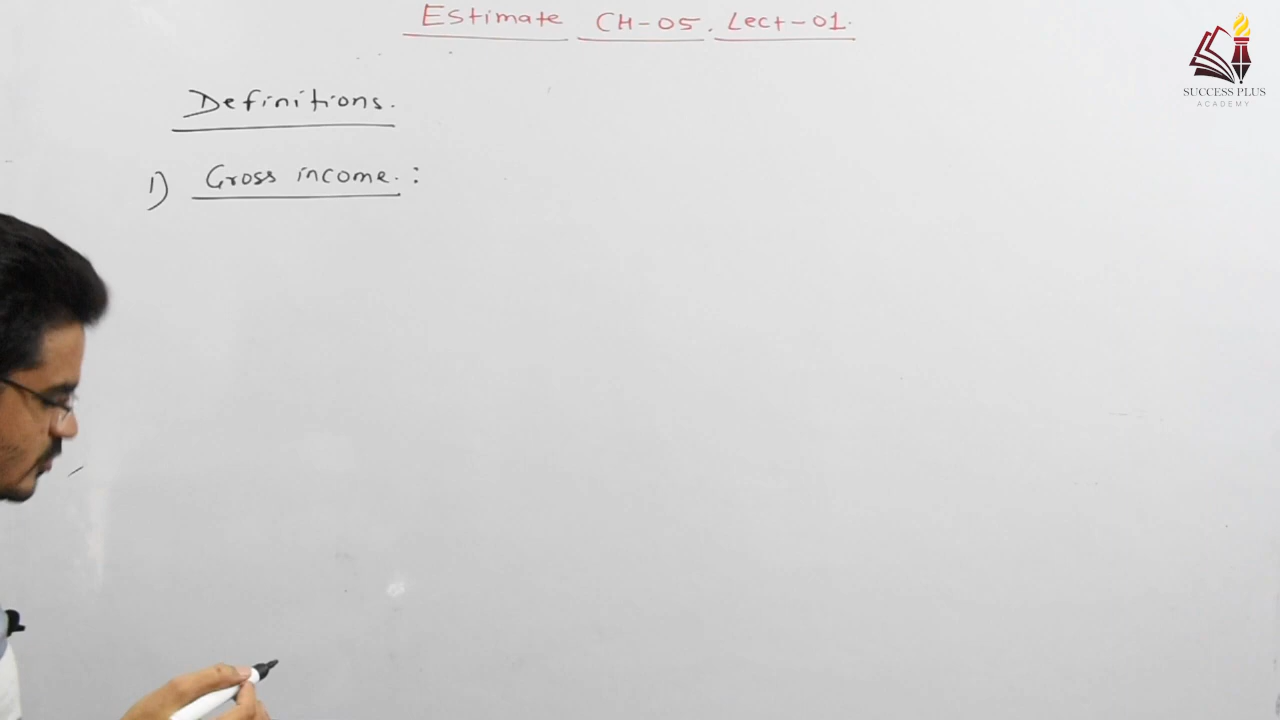 Estimate CH-05. Lect-01.
SUCCESS PLUS
ACADEMY
Definitions.
1) Gross income. :